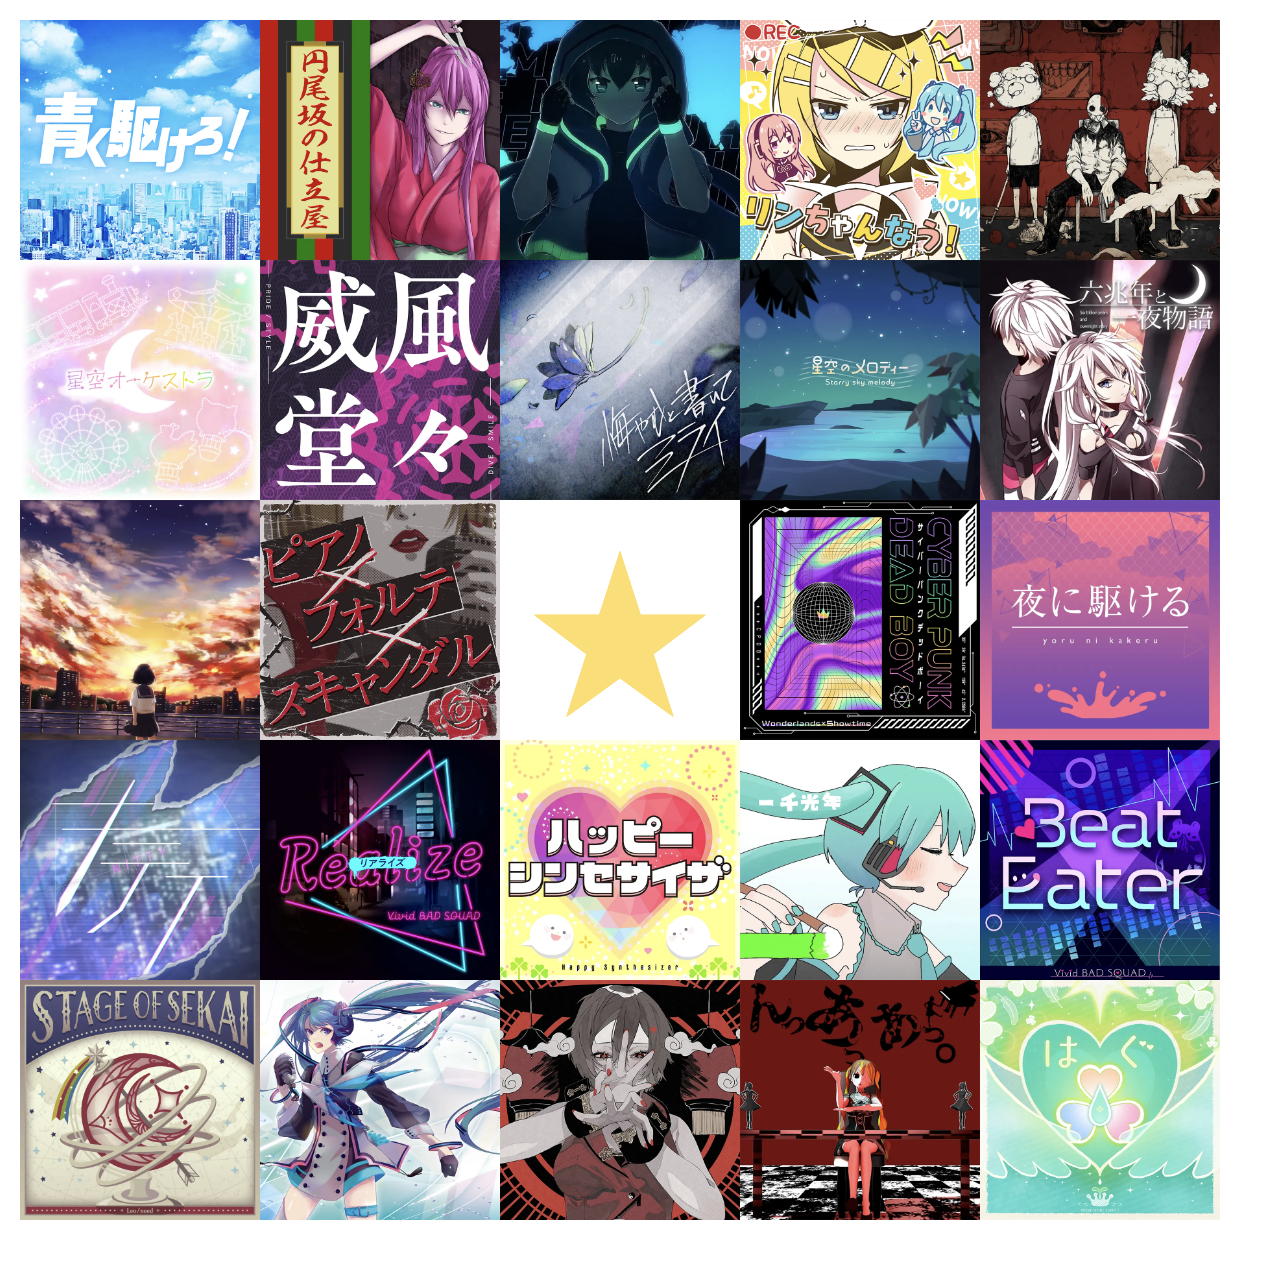 青く駆けろ!
円尾坂の仕立屋
REC
NOW
リンちゃんなう!
NOW
星空オーケストラ
PRIDE / STYLE
風々
威堂
DIVE / SMILE
悔やむと書いてミライ
星空のメロディー
Starry sky melody
六兆年と
一夜物語
ピアノ
×
フォルテ
×
スキャンダル
CYBER PUNK
DEAD BOY
サイバーパンクデッドボーイ
Wonderlands×Showtime
夜に駆ける
yoru ni kakeru
Realize
リアライズ
Vivid BAD SQUAD
ハッピー
シンセサイザ
Happy Synthesizer
一千光年
Beat
Eater
Vivid BAD SQUAD
STAGE OF SEKAI
Leo/need
んっあっあっ。
はぐ